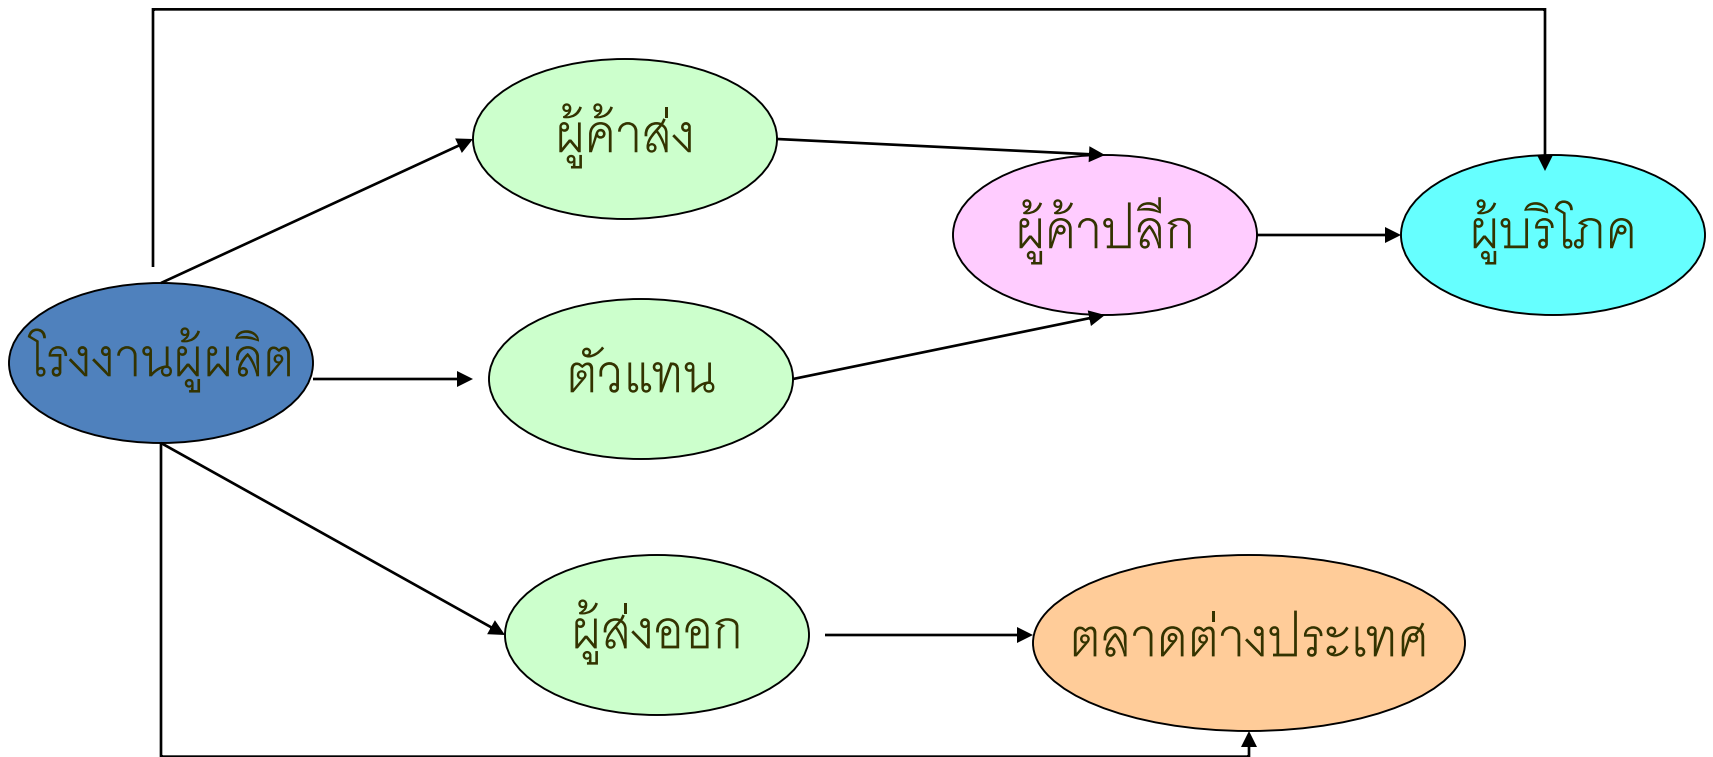 ผู้ค้าส่ง
ผู้ค้าปลีก
ผู้บริโภค
โรงงานผู้ผลิต
ตัวแทน
ผู้ส่งออก
ตลาดต่างประเทศ